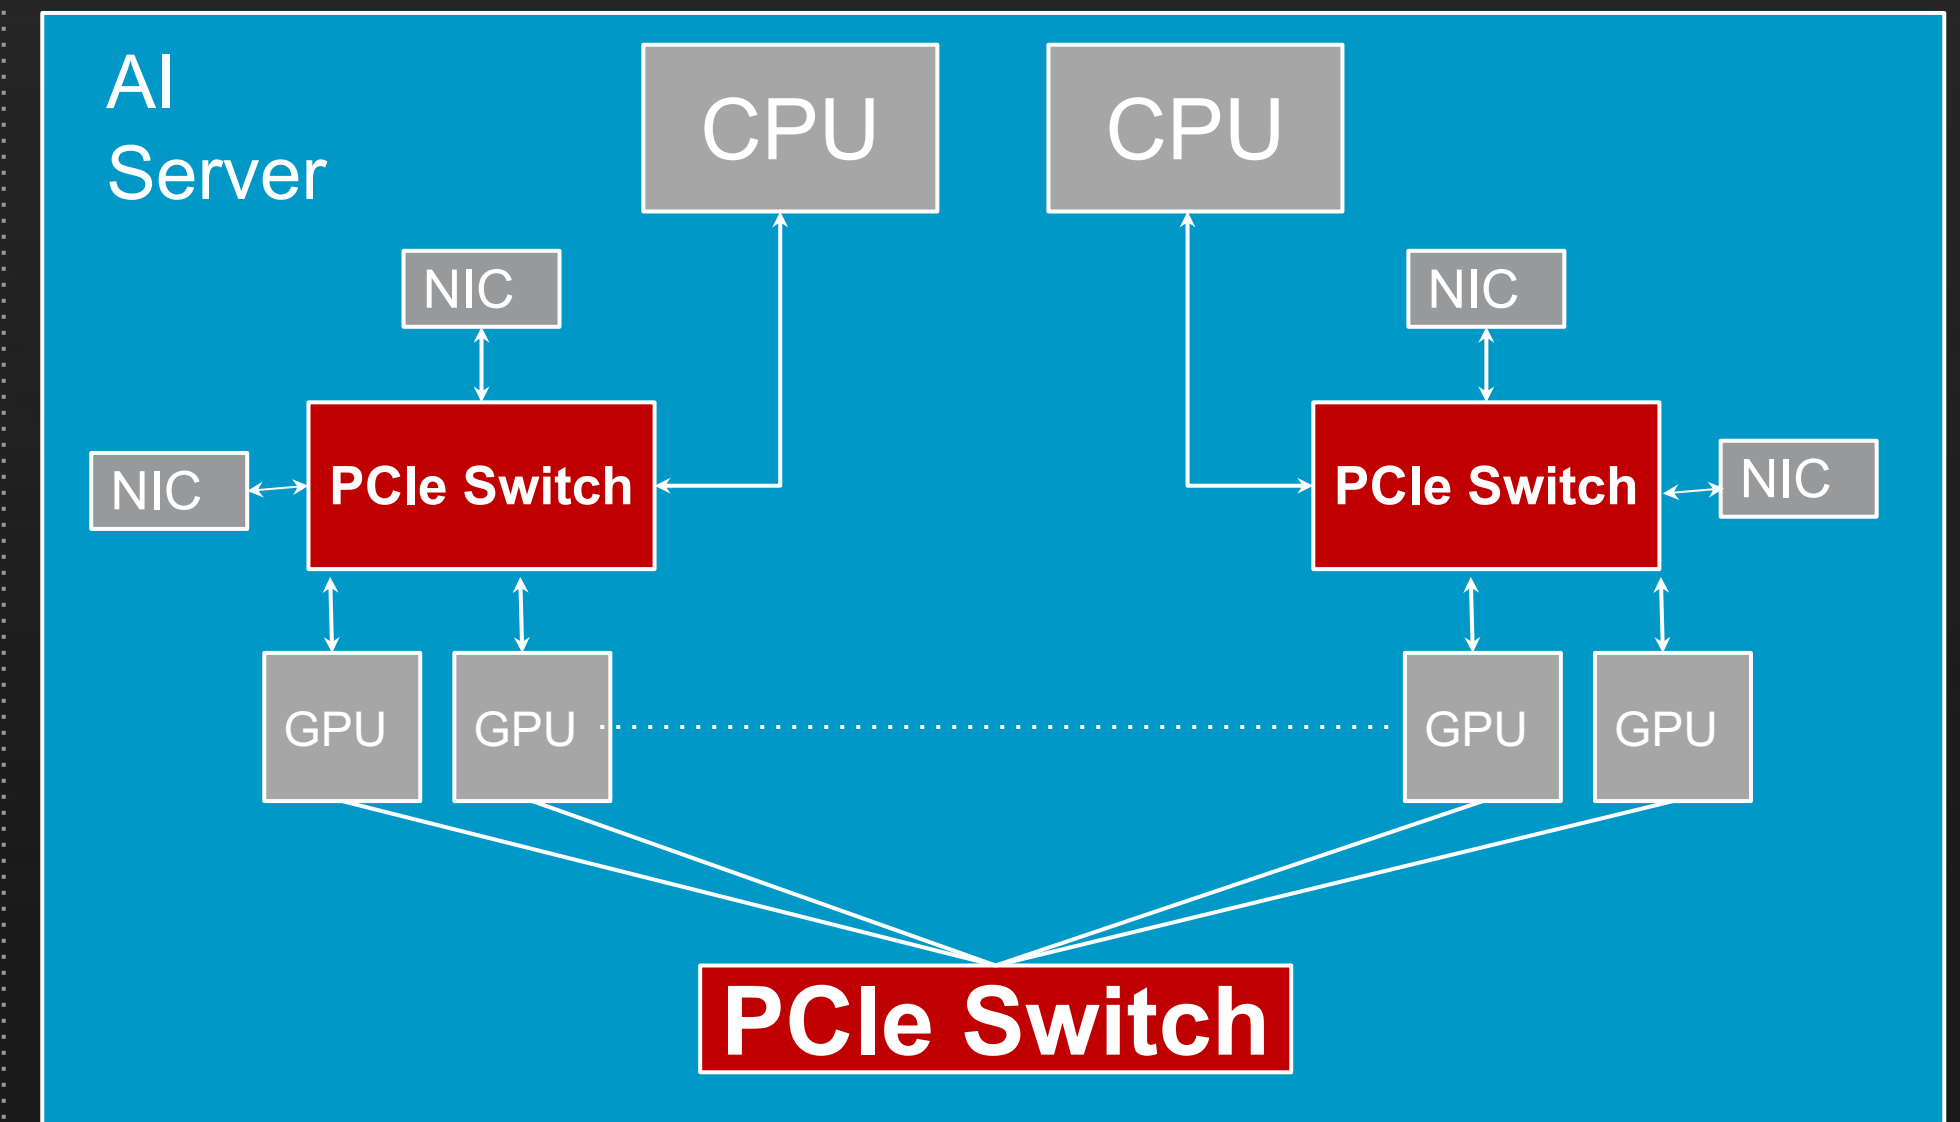 AI
Server
CPU
CPU
NIC
NIC
NIC
PCIe Switch
PCIe Switch
NIC
GPU
GPU
GPU
GPU
PCIe Switch